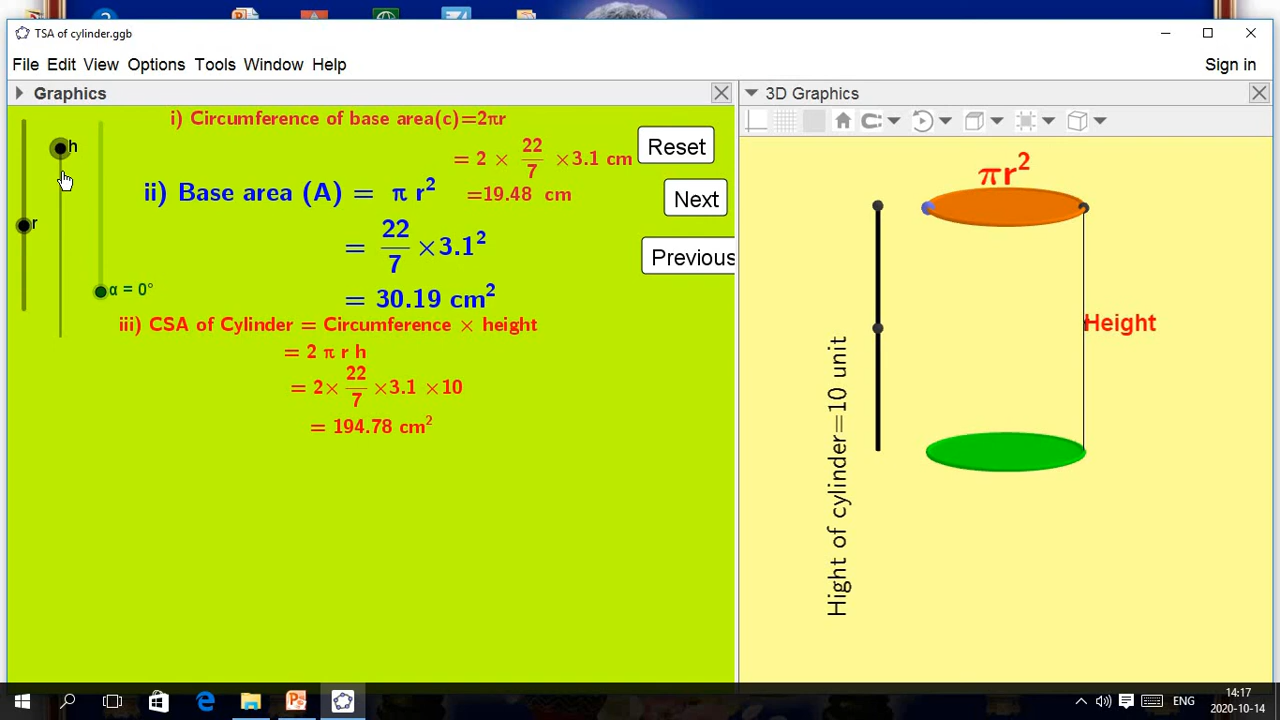 TSA of cylinder.ggb
File Edit View Options Tools Window Help
Sign in
Graphics
3D Graphics
i) Circumference of base area(c)=2πr
= 2 × 22/7 ×3.1 cm
=19.48 cm
ii) Base area (A) = π r²
= 22/7 ×3.1²
= 30.19 cm²
iii) CSA of Cylinder = Circumference × height
= 2 π r h
= 2× 22/7 ×3.1 ×10
= 194.78 cm²
h
r
α = 0°
Reset
Next
Previous
πr²
Height
Hight of cylinder=10 unit
ENG
14:17
2020-10-14